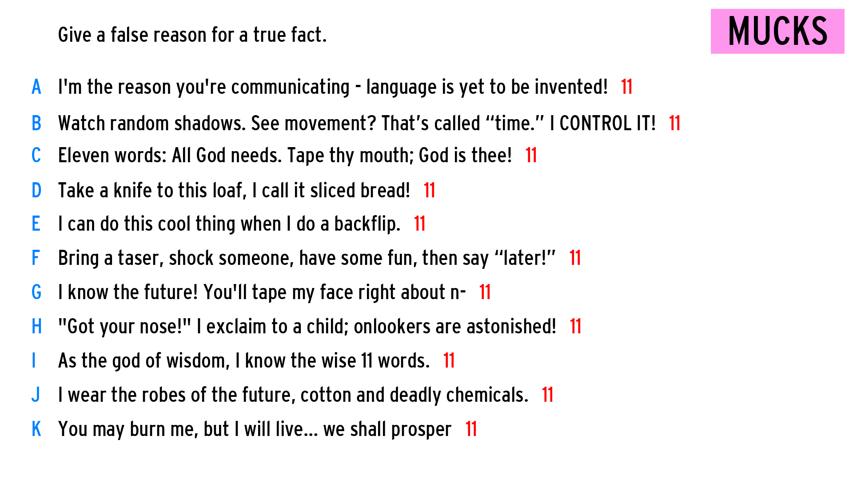 Give a false reason for a true fact.
MUCKS
A I'm the reason you're communicating - language is yet to be invented! 11
B Watch random shadows. See movement? That's called “time.” I CONTROL IT! 11
C Eleven words: All God needs. Tape thy mouth; God is thee! 11
D Take a knife to this loaf, I call it sliced bread! 11
E I can do this cool thing when I do a backflip. 11
F Bring a taser, shock someone, have some fun, then say “later!” 11
G I know the future! You'll tape my face right about n- 11
H "Got your nose!" I exclaim to a child; onlookers are astonished! 11
I As the god of wisdom, I know the wise 11 words. 11
J I wear the robes of the future, cotton and deadly chemicals. 11
K You may burn me, but I will live... we shall prosper 11